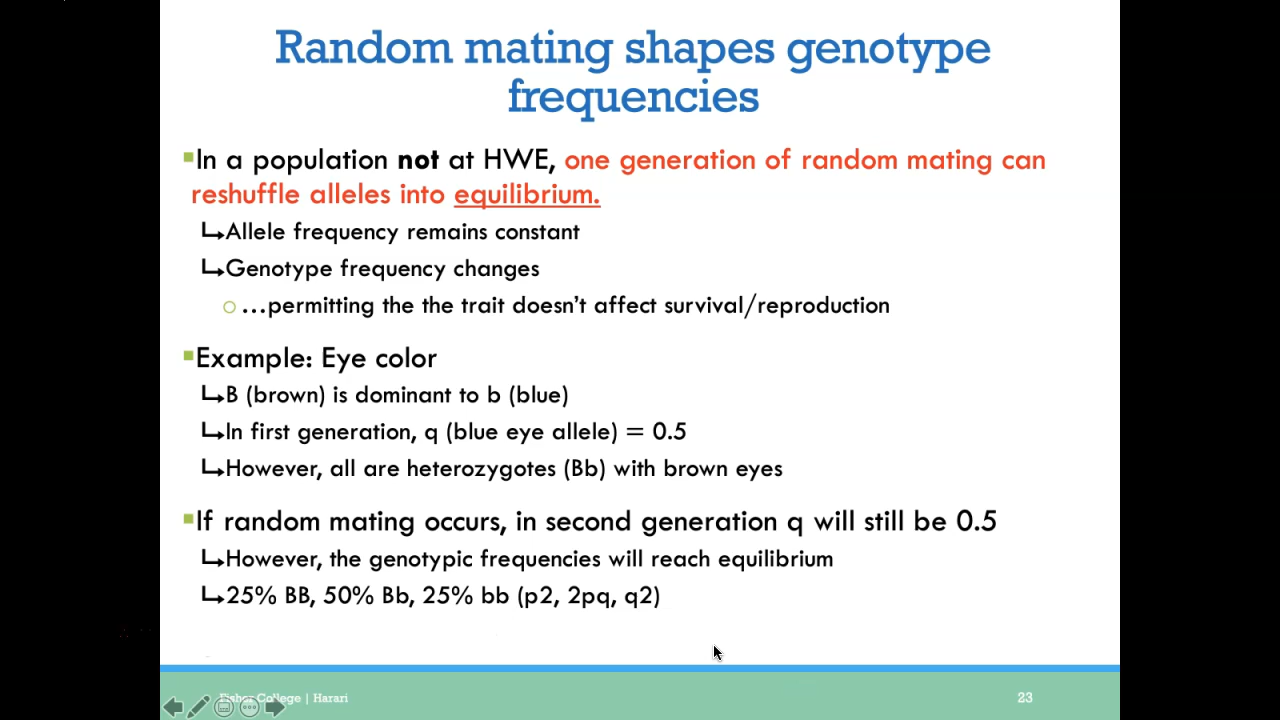 Random mating shapes genotype
frequencies
In a population not at HWE, one generation of random mating can
reshuffle alleles into equilibrium.
Allele frequency remains constant
Genotype frequency changes
…permitting the the trait doesn’t affect survival/reproduction
Example: Eye color
B (brown) is dominant to b (blue)
In first generation, q (blue eye allele) = 0.5
However, all are heterozygotes (Bb) with brown eyes
If random mating occurs, in second generation q will still be 0.5
However, the genotypic frequencies will reach equilibrium
25% BB, 50% Bb, 25% bb (p2, 2pq, q2)
Fisher College | Harari
23